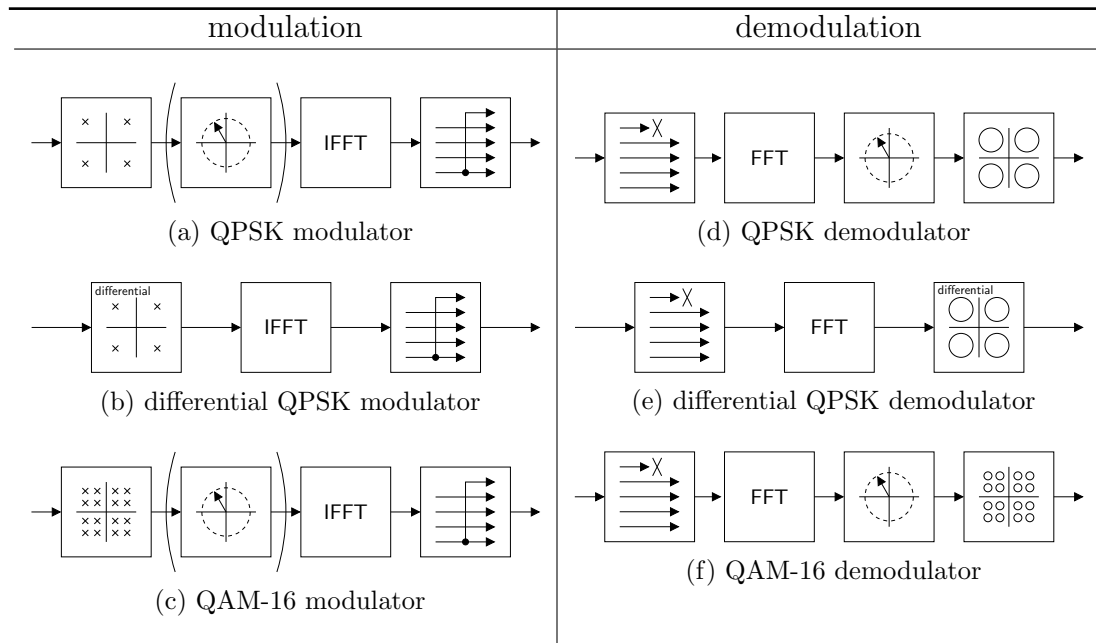 modulation
demodulation
IFFT
(a) QPSK modulator
FFT
(d) QPSK demodulator
differential
IFFT
(b) differential QPSK modulator
FFT
differential
(e) differential QPSK demodulator
IFFT
(c) QAM-16 modulator
FFT
(f) QAM-16 demodulator